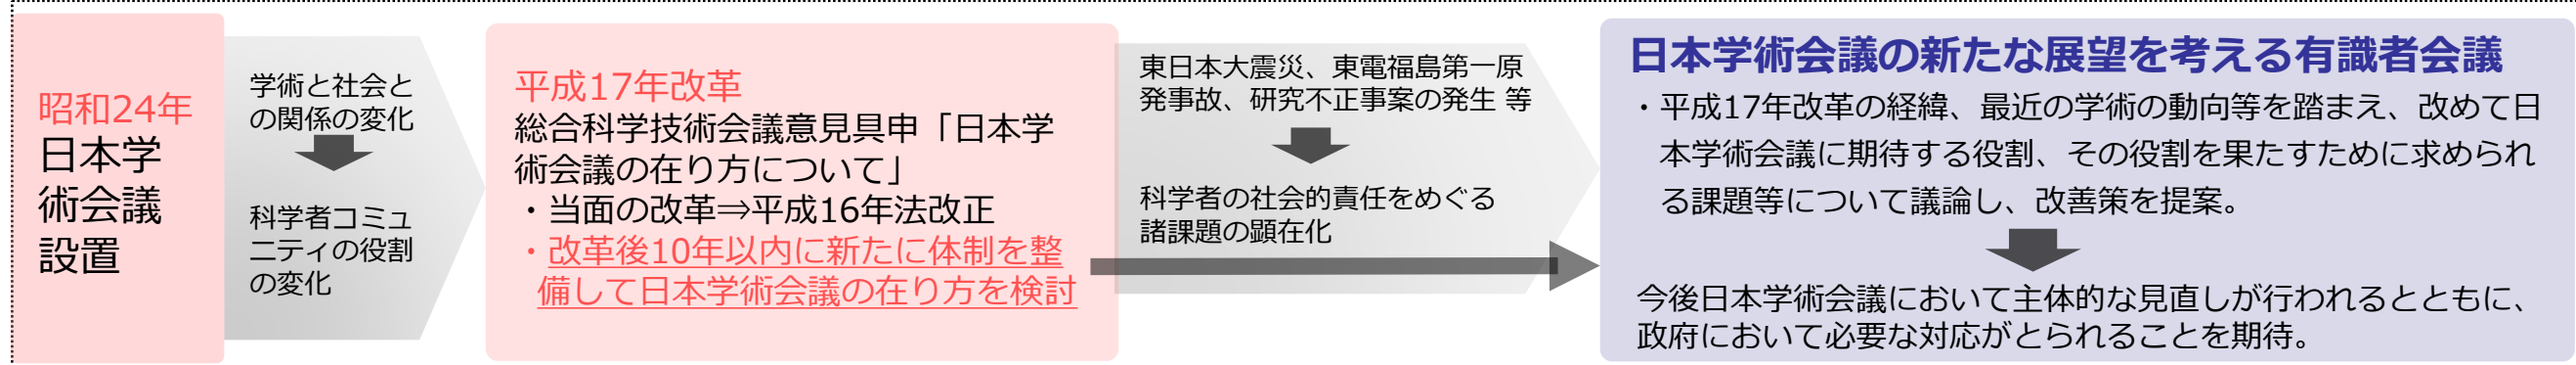 昭和24年
日本学
術会議
設置
学術と社会と
の関係の変化
科学者コミュ
ニティの役割
の変化
平成17年改革
総合科学技術会議意見具申「日本学
術会議の在り方について」
・当面の改革⇒平成16年法改正
・改革後10年以内に新たに体制を整
備して日本学術会議の在り方を検討
東日本大震災、東電福島第一原
発事故、研究不正事案の発生 等
科学者の社会的責任をめぐる
諸課題の顕在化
日本学術会議の新たな展望を考える有識者会議
・平成17年改革の経緯、最近の学術の動向等を踏まえ、改めて日
本学術会議に期待する役割、その役割を果たすために求められ
る課題等について議論し、改善策を提案。
今後日本学術会議において主体的な見直しが行われるとともに、
政府において必要な対応がとられることを期待。